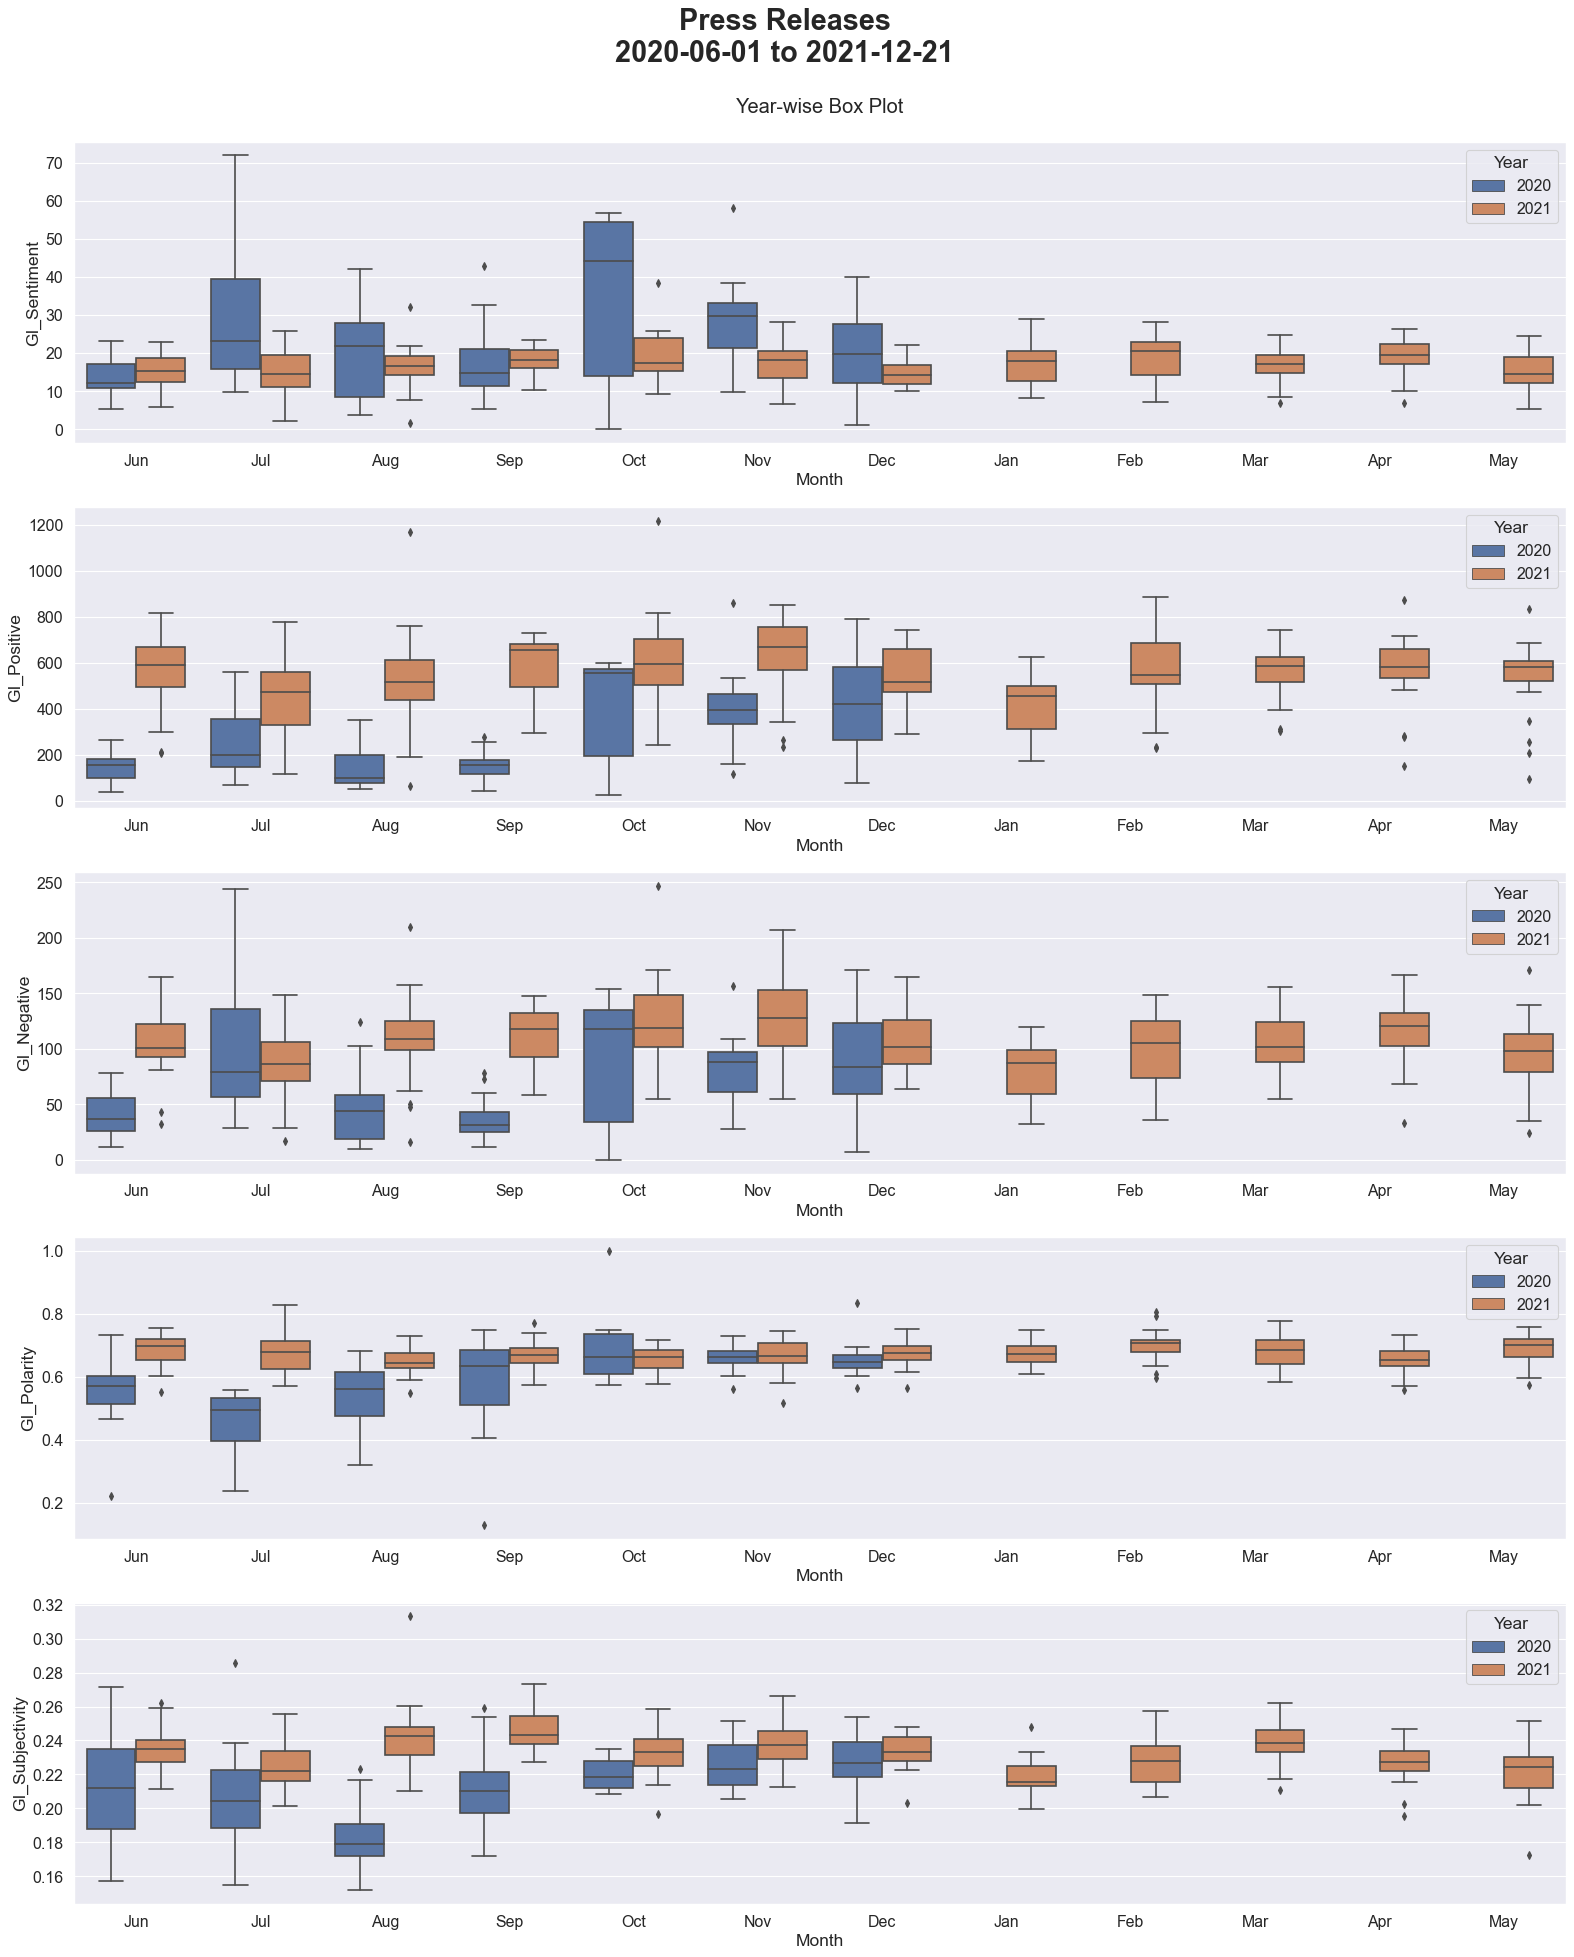 Press Releases
2020-06-01 to 2021-12-21
Year-wise Box Plot
GI_Sentiment
70
60
50
40
30
20
10
0
Year
2020
2021
Jun Jul Aug Sep Oct Nov Dec Jan Feb Mar Apr May
Month
GI_Positive
1200
1000
800
600
400
200
0
Year
2020
2021
Jun Jul Aug Sep Oct Nov Dec Jan Feb Mar Apr May
Month
GI_Negative
250
200
150
100
50
0
Year
2020
2021
Jun Jul Aug Sep Oct Nov Dec Jan Feb Mar Apr May
Month
GI_Polarity
1.0
0.8
0.6
0.4
0.2
Year
2020
2021
Jun Jul Aug Sep Oct Nov Dec Jan Feb Mar Apr May
Month
GI_Subjectivity
0.32
0.30
0.28
0.26
0.24
0.22
0.20
0.18
0.16
Year
2020
2021
Jun Jul Aug Sep Oct Nov Dec Jan Feb Mar Apr May
Month